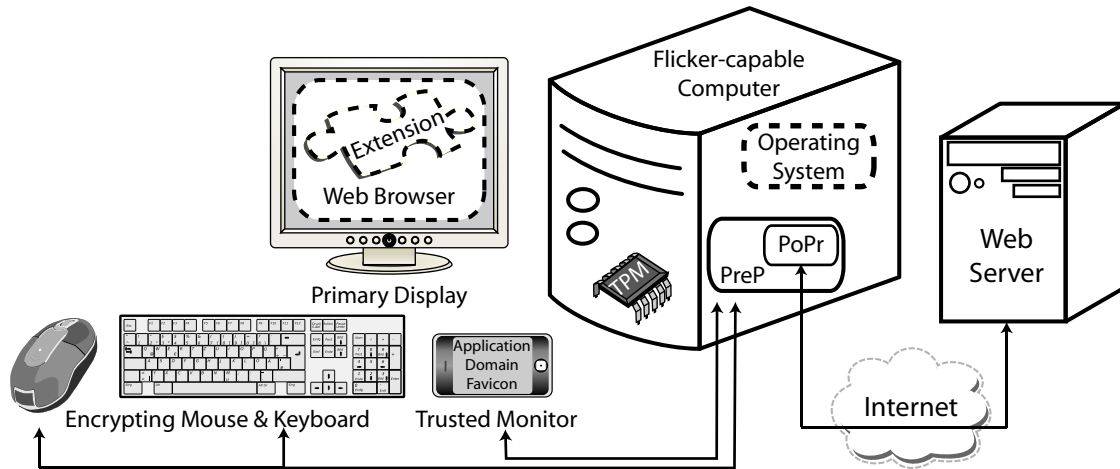 Flicker-capable
Computer
Extension
Web Browser
Operating
System
PoPr
PreP
TPM
Web
Server
Primary Display
Application
Domain
Favicon
Encrypting Mouse & Keyboard
Trusted Monitor
Internet